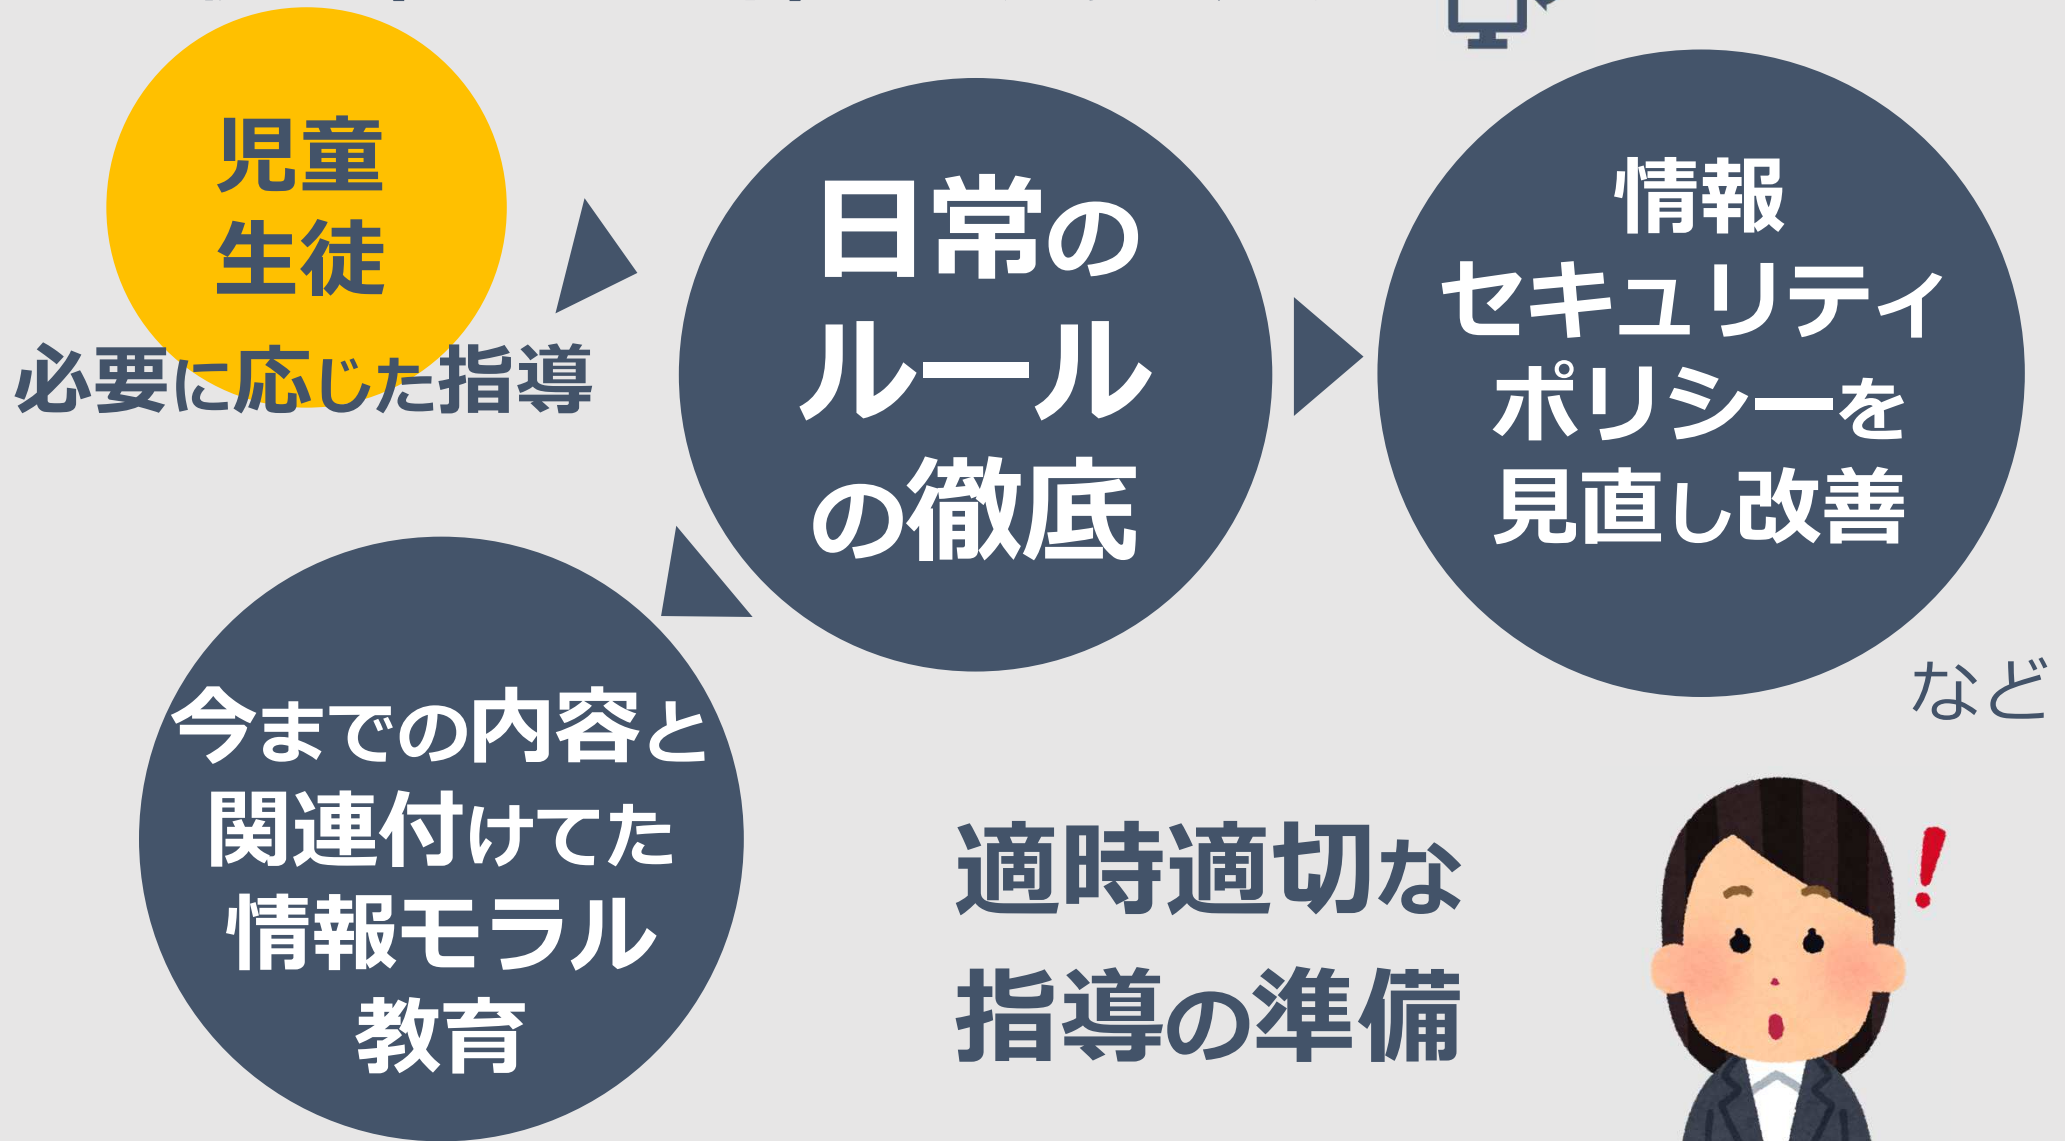 児童
生徒
必要に応じた指導
日常の
ルール
の徹底
情報
セキュリティ
ポリシーを
見直し改善
など
今までの内容と
関連付けてた
情報モラル
教育
適時適切な
指導の準備
！